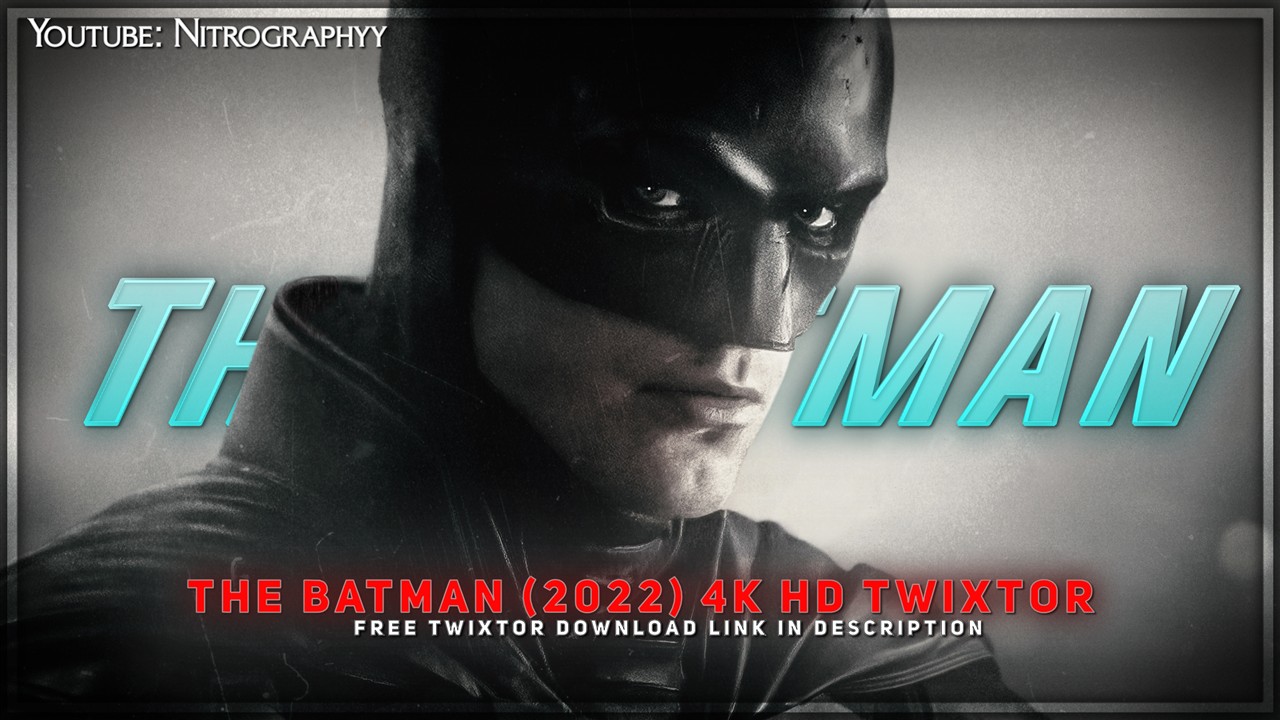 Youtube: Nitrographyy
TH MAN
THE BATMAN (2022) 4K HD TWIXTOR
FREE TWIXTOR DOWNLOAD LINK IN DESCRIPTION